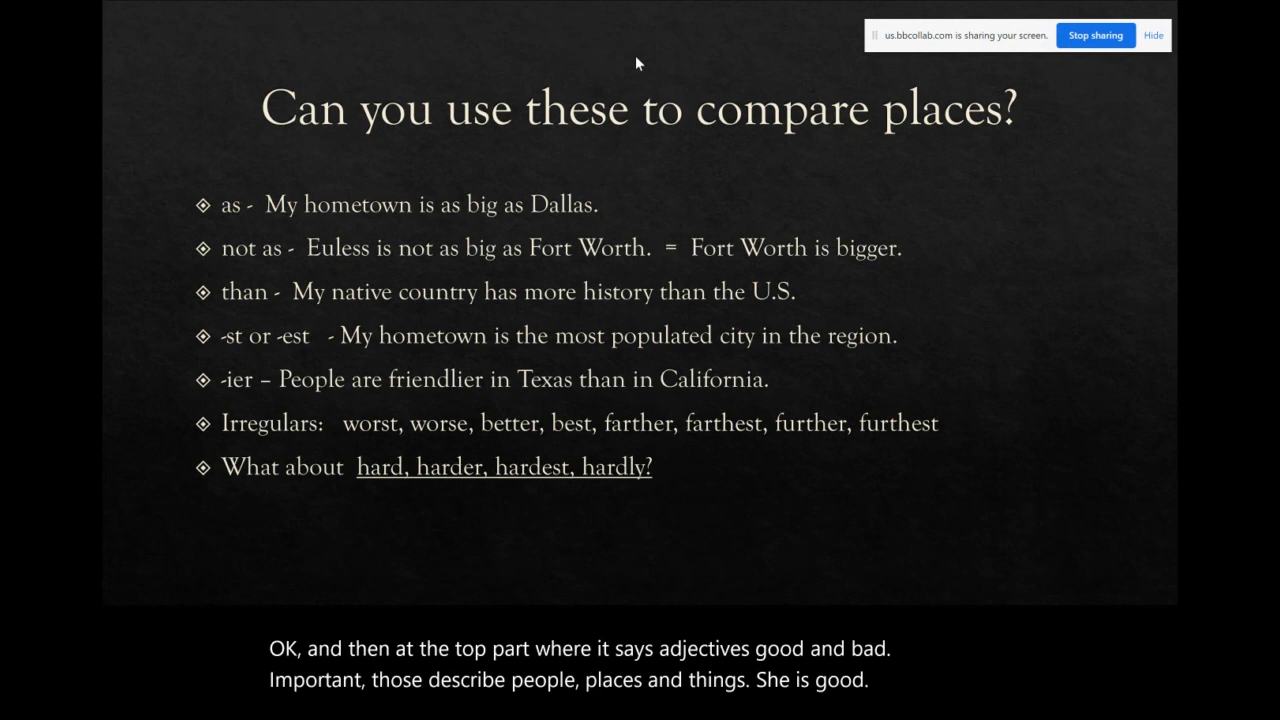 us.bbcollab.com is sharing your screen. Stop sharing Hide
Can you use these to compare places?
as - My hometown is as big as Dallas.
not as - Euless is not as big as Fort Worth. = Fort Worth is bigger.
than - My native country has more history than the U.S.
-st or -est - My hometown is the most populated city in the region.
-ier – People are friendlier in Texas than in California.
Irregulars: worst, worse, better, best, farther, farthest, further, furthest
What about hard, harder, hardest, hardly?
OK, and then at the top part where it says adjectives good and bad.
Important, those describe people, places and things. She is good.